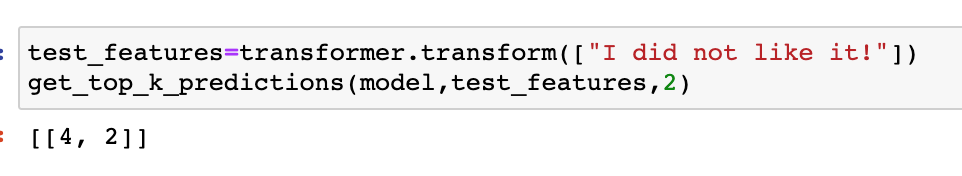 test_features=transformer.transform(["I did not like it!"])
get_top_k_predictions(model,test_features,2)
[[4, 2]]